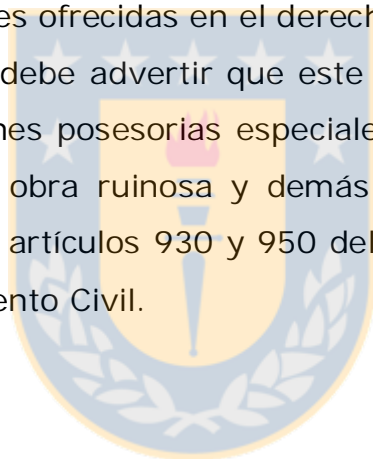 es ofrecidas en el derech
debe advertir que este
nes posesorias especiale
obra ruinosa y demás
artículos 930 y 950 del
ento Civil.